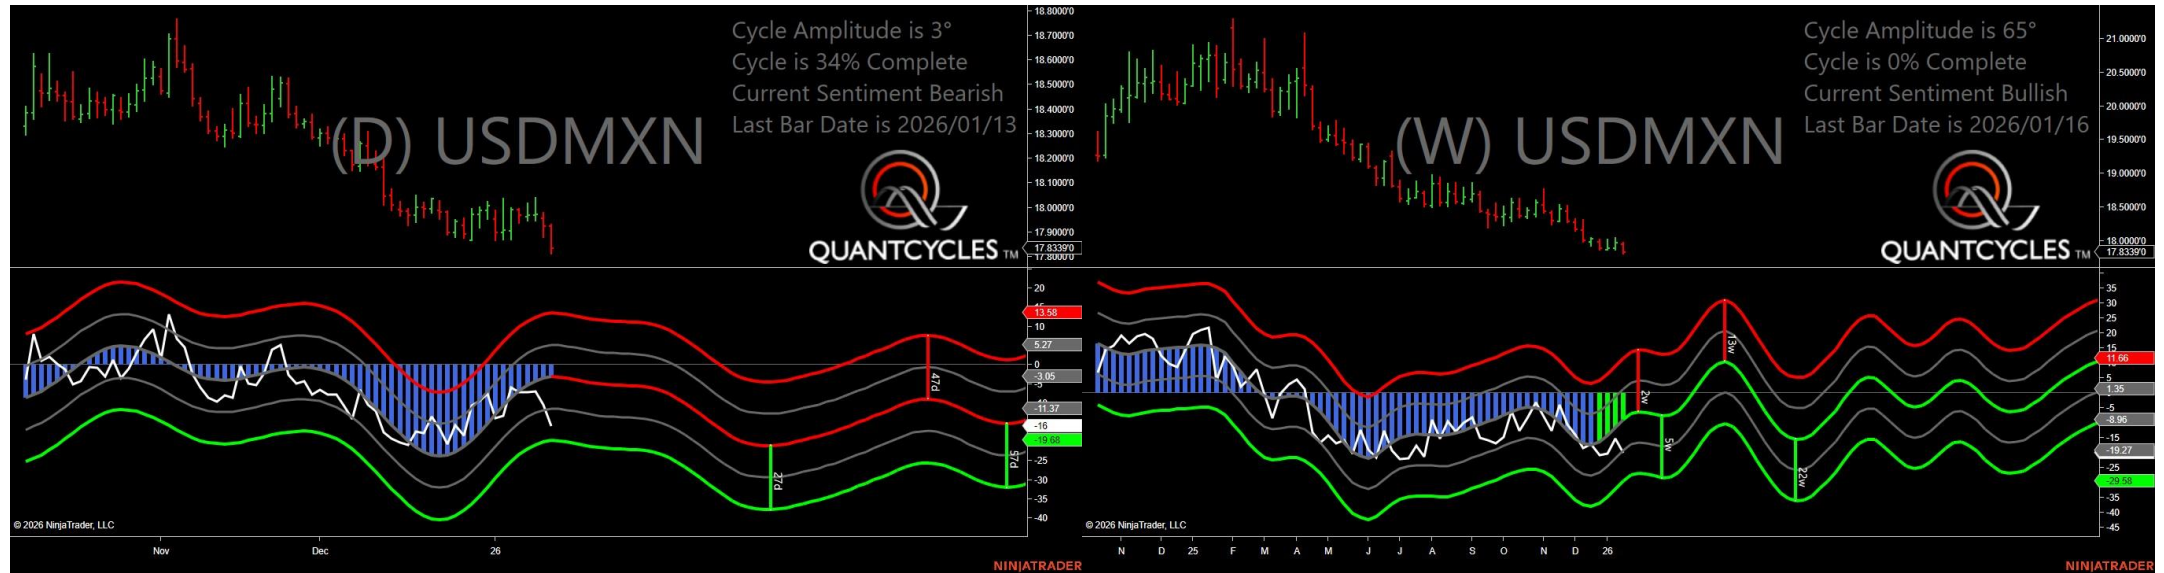 Cycle Amplitude is 3°
Cycle is 34% Complete
Current Sentiment Bearish
Last Bar Date is 2026/01/13
(D) USDMXN
QUANTCYCLES TM
18.8000'0
18.7000'0
18.6000'0
18.5000'0
18.4000'0
18.3000'0
18.2000'0
18.1000'0
18.0000'0
17.9000'0
17.8339'0
17.8000'0
20
15
13.58
10
5.27
0
-3.05
-5
-10
-11.37
-16
-19.68
-25
-30
-35
-40
47d
27d
57d
© 2026 NinjaTrader, LLC
Nov
Dec
26
NINJATRADER
Cycle Amplitude is 65°
Cycle is 0% Complete
Current Sentiment Bullish
Last Bar Date is 2026/01/16
(W) USDMXN
QUANTCYCLES TM
21.0000'0
20.5000'0
20.0000'0
19.5000'0
19.0000'0
18.5000'0
18.0000'0
17.8339'0
35
30
25
20
15
11.66
5
1.35
-5
-8.96
-15
-19.27
-25
-29.58
-35
-45
2w
5w
13w
22w
© 2026 NinjaTrader, LLC
N
D
25
F
M
A
M
J
J
A
S
O
N
D
26
NINJATRADER